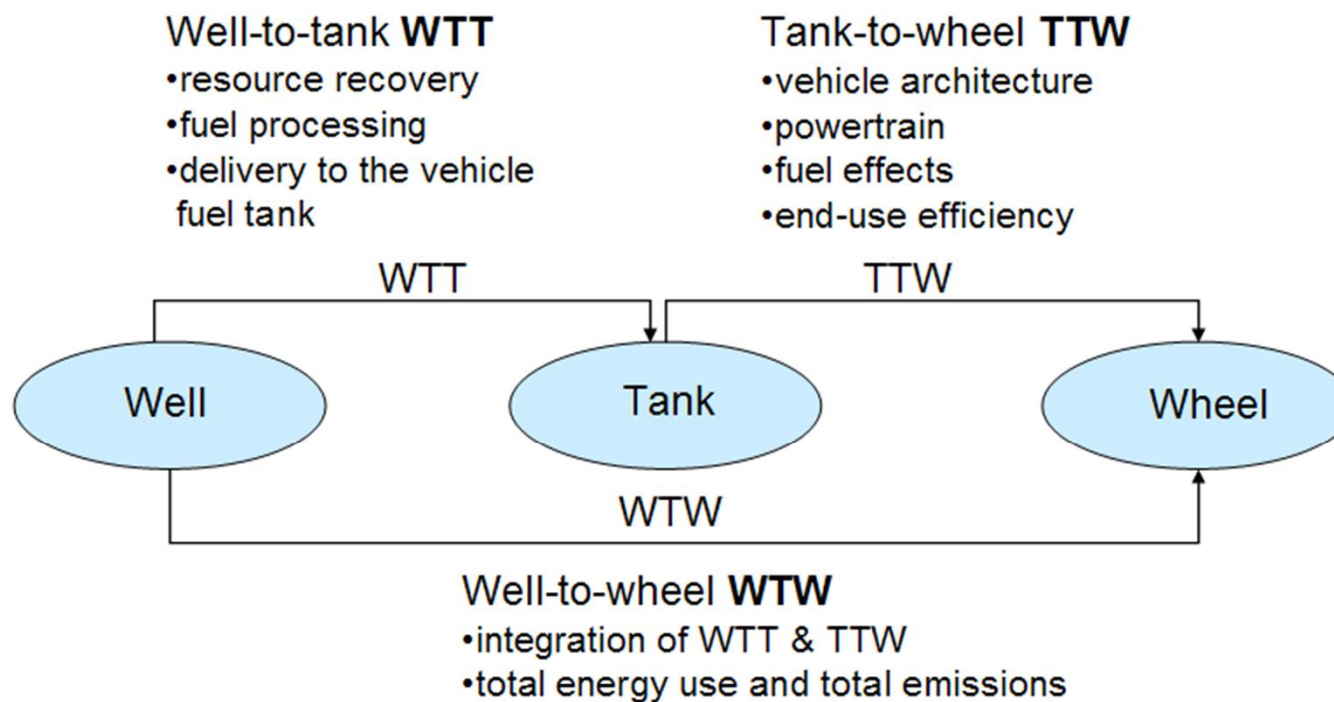 Well-to-tank WTT
•resource recovery
•fuel processing
•delivery to the vehicle
fuel tank
Tank-to-wheel TTW
•vehicle architecture
•powertrain
•fuel effects
•end-use efficiency
WTT
TTW
Well
Tank
Wheel
WTW
Well-to-wheel WTW
•integration of WTT & TTW
•total energy use and total emissions